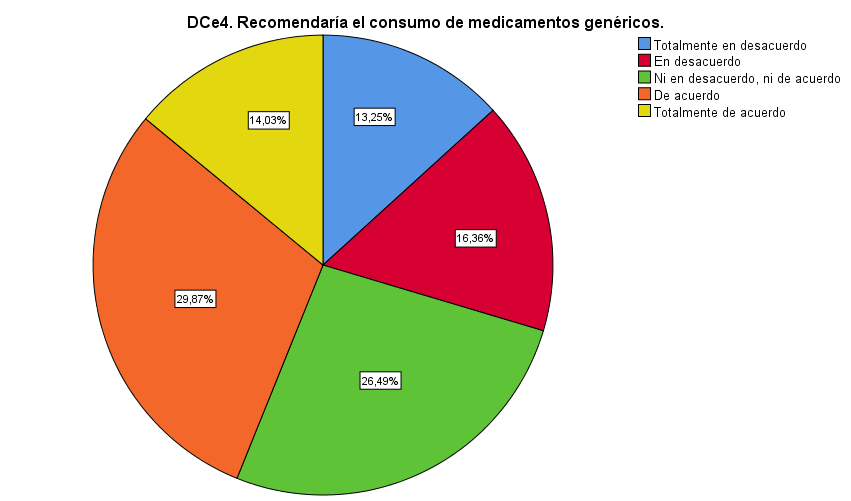 DCe4. Recomendaría el consumo de medicamentos genéricos.
Totalmente en desacuerdo
En desacuerdo
Ni en desacuerdo, ni de acuerdo
De acuerdo
Totalmente de acuerdo
14,03%
13,25%
16,36%
29,87%
26,49%